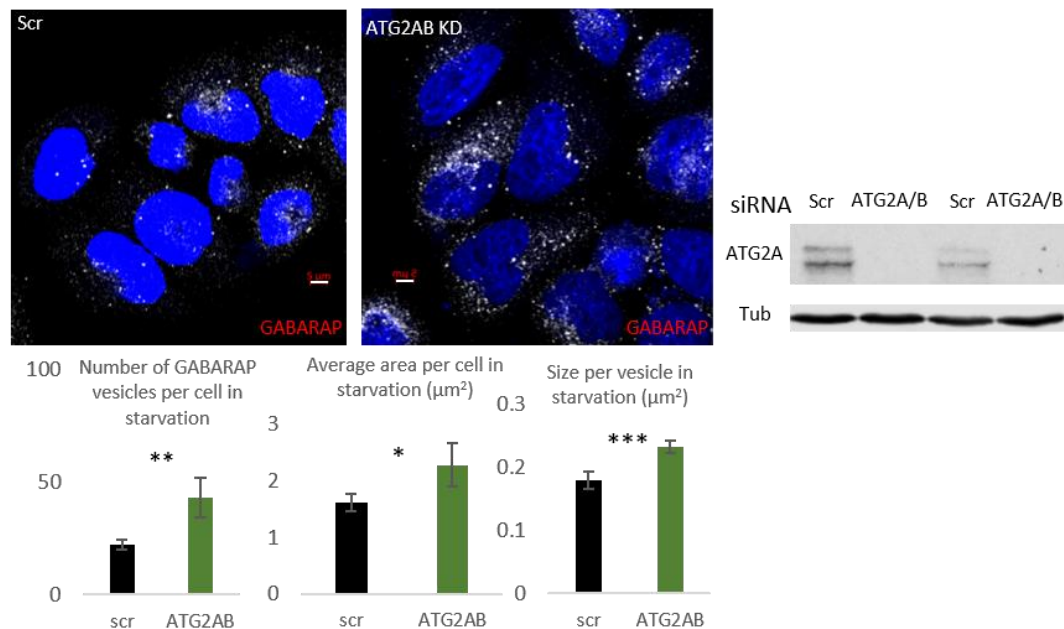 Scr
5 µm
GABARAP
ATG2AB KD
5 µm
GABARAP
siRNA Scr ATG2A/B Scr ATG2A/B
ATG2A
Tub
Number of GABARAP
vesicles per cell in
starvation
100
50
0
**
scr ATG2AB
Average area per cell in
starvation (µm²)
3
2
1
0
*
scr ATG2AB
Size per vesicle in
starvation (µm²)
0.3
0.2
0.1
0
***
scr ATG2AB